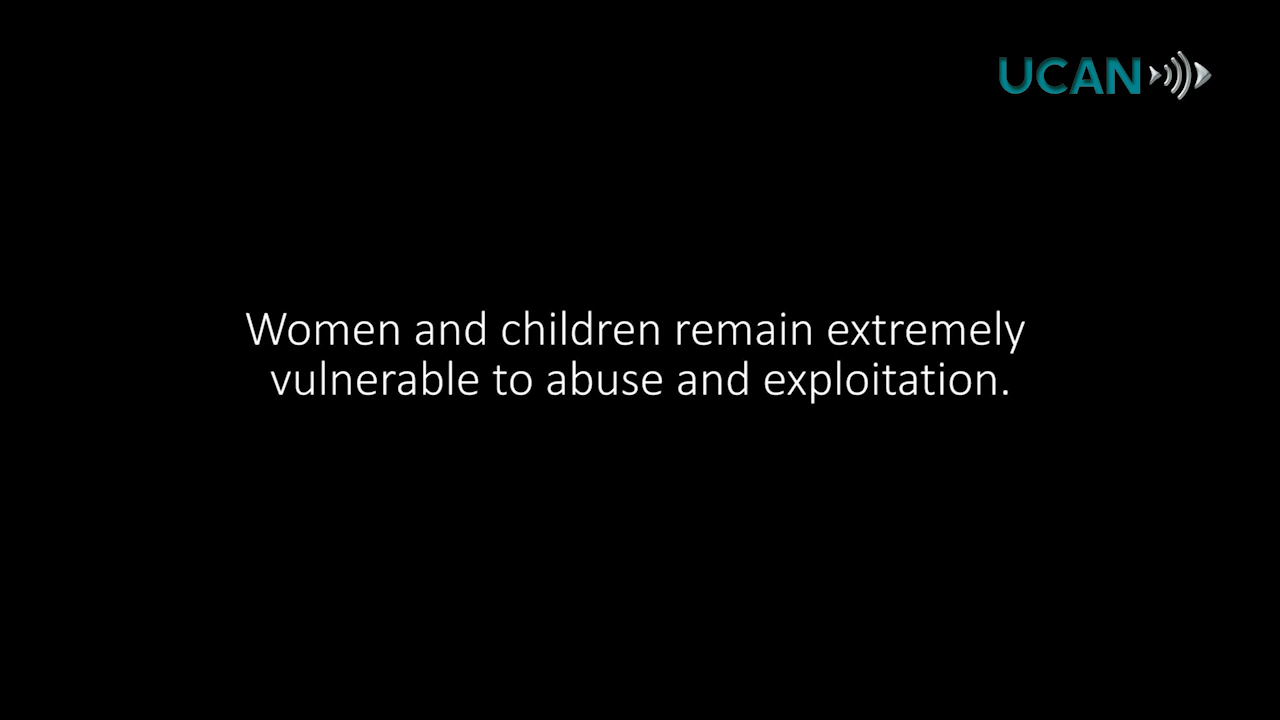 UCAN
Women and children remain extremely
vulnerable to abuse and exploitation.